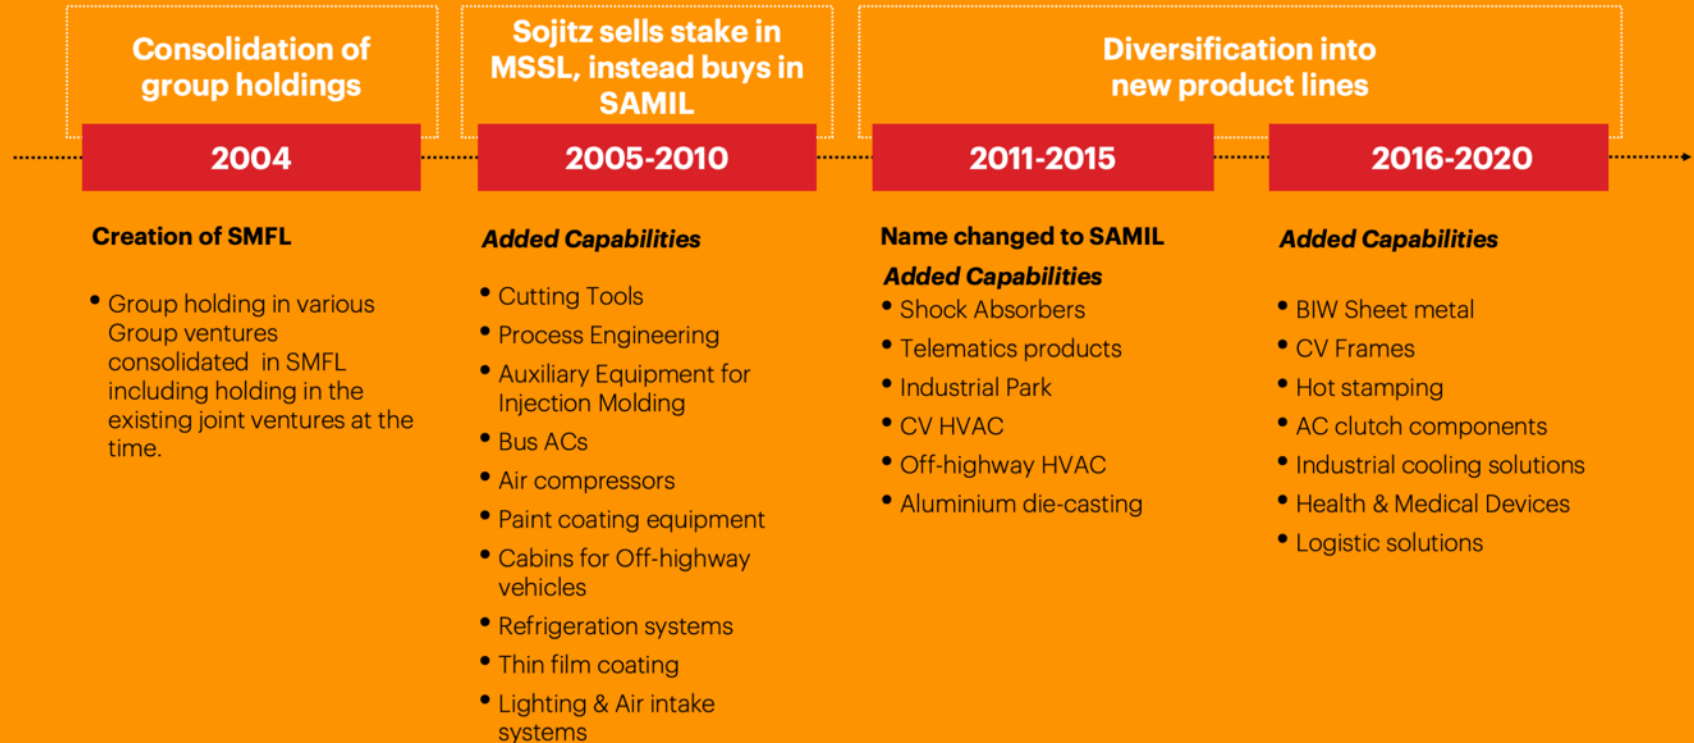 Consolidation of
group holdings
Sojitz sells stake in
MSSL, instead buys in
SAMIL
Diversification into
new product lines
2004
2005-2010
2011-2015
2016-2020
Creation of SMFL
• Group holding in various
Group ventures
consolidated in SMFL
including holding in the
existing joint ventures at the
time.
Added Capabilities
• Cutting Tools
• Process Engineering
• Auxiliary Equipment for
Injection Molding
• Bus ACs
• Air compressors
• Paint coating equipment
• Cabins for Off-highway
vehicles
• Refrigeration systems
• Thin film coating
• Lighting & Air intake
systems
Name changed to SAMIL
Added Capabilities
• Shock Absorbers
• Telematics products
• Industrial Park
• CV HVAC
• Off-highway HVAC
• Aluminium die-casting
Added Capabilities
• BIW Sheet metal
• CV Frames
• Hot stamping
• AC clutch components
• Industrial cooling solutions
• Health & Medical Devices
• Logistic solutions